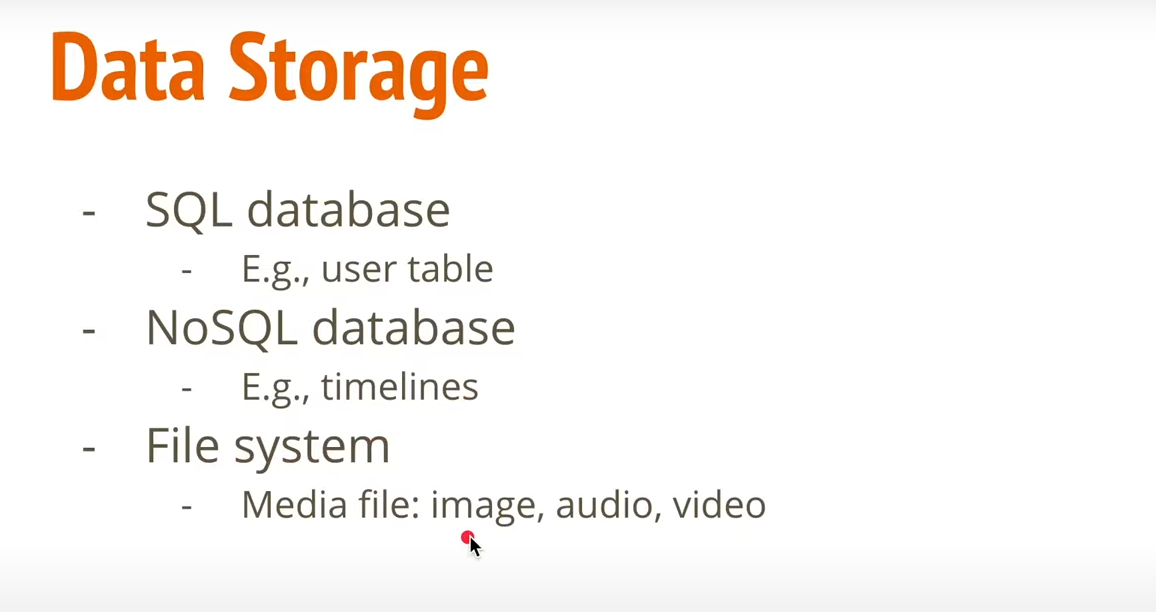 Data Storage
- SQL database
- E.g., user table
- NoSQL database
- E.g., timelines
- File system
- Media file: image, audio, video